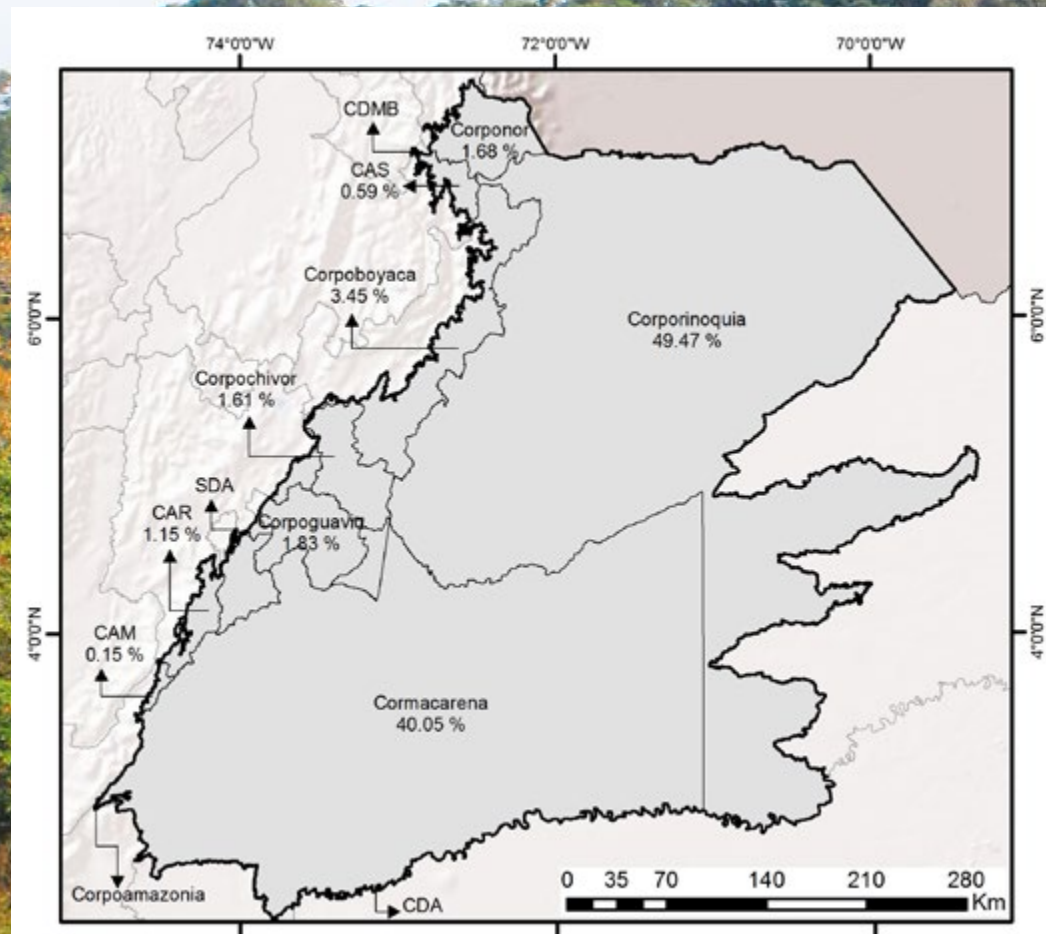 74°0'0"W 72°0'0"W 70°0'0"W
CDMB
Corponor
1.68 %
CAS
0.59 %
Corpoboyaca
3.45 %
6°0'0"N
Corporinoquia
49.47 %
6°0'0"N
Corpochivor
1.61 %
SDA
CAR
1.15 %
Corpoguavio
1.83 %
4°0'0"N
CAM
0.15 %
4°0'0"N
Cormacarena
40.05 %
Corpoamazonia
CDA
0 35 70 140 210 280
Km